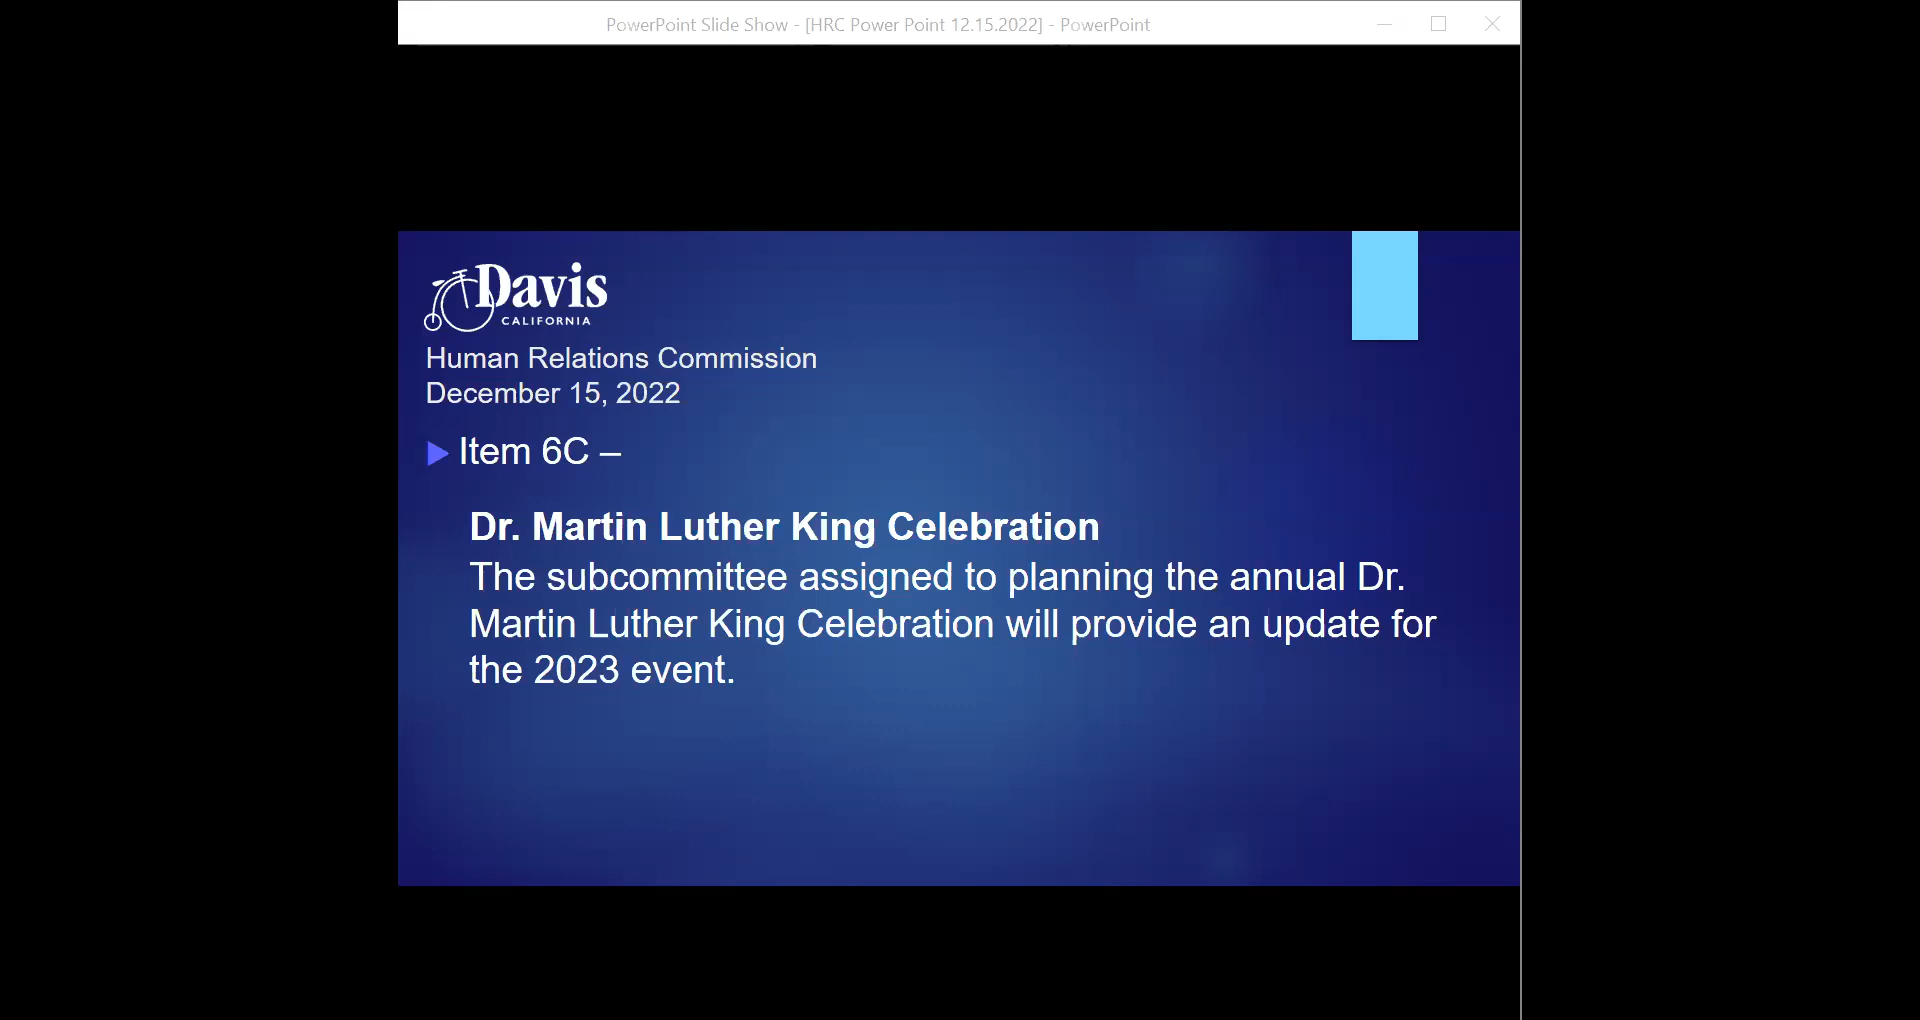 PowerPoint Slide Show - [HRC Power Point 12.15.2022] - PowerPoint
Davis
CALIFORNIA
Human Relations Commission
December 15, 2022
Item 6C –
Dr. Martin Luther King Celebration
The subcommittee assigned to planning the annual Dr.
Martin Luther King Celebration will provide an update for
the 2023 event.